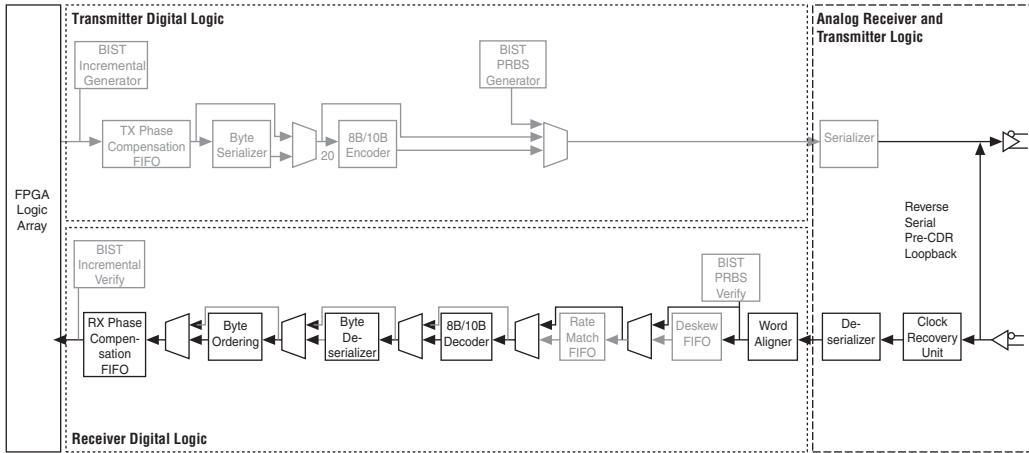 Transmitter Digital Logic
Analog Receiver and
Transmitter Logic
BIST
Incremental
Generator
BIST
PRBS
Generator
TX Phase
Compensation
FIFO
Byte
Serializer
20
8B/10B
Encoder
Serializer
FPGA
Logic
Array
Reverse
Serial
Pre-CDR
Loopback
BIST
Incremental
Verify
BIST
PRBS
Verify
RX Phase
Compen-
sation
FIFO
Byte
Ordering
Byte
De-
serializer
8B/10B
Decoder
Rate
Match
FIFO
Deskew
FIFO
Word
Aligner
De-
serializer
Clock
Recovery
Unit
Receiver Digital Logic